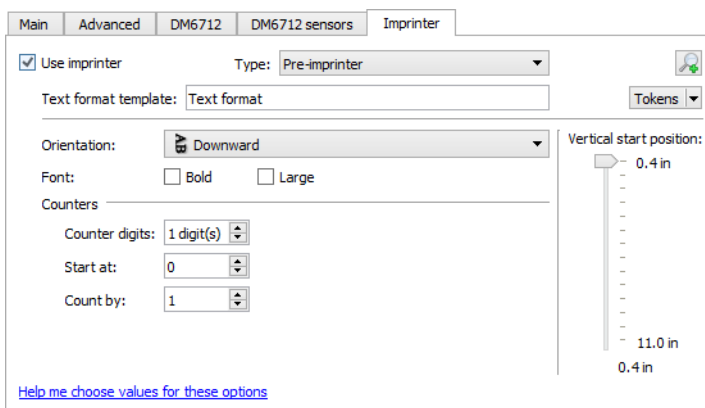 Main Advanced DM6712 DM6712 sensors Imprinter
Use imprinter Type: Pre-imprinter
Text format template: Text format Tokens
Orientation: AB Downward Vertical start position:
0.4 in
Font: Bold Large
Counters
Counter digits: 1 digit(s)
Start at: 0
Count by: 1
11.0 in
0.4 in
Help me choose values for these options